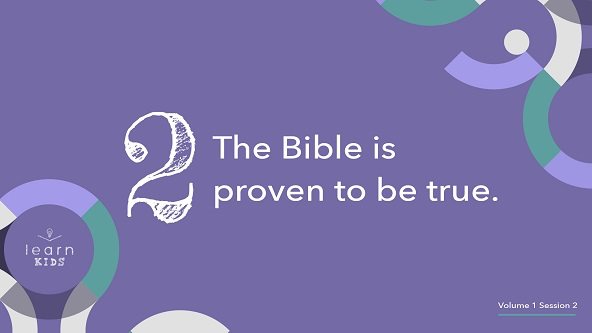 2
The Bible is
proven to be true.
learn
KIDS
Volume 1 Session 2